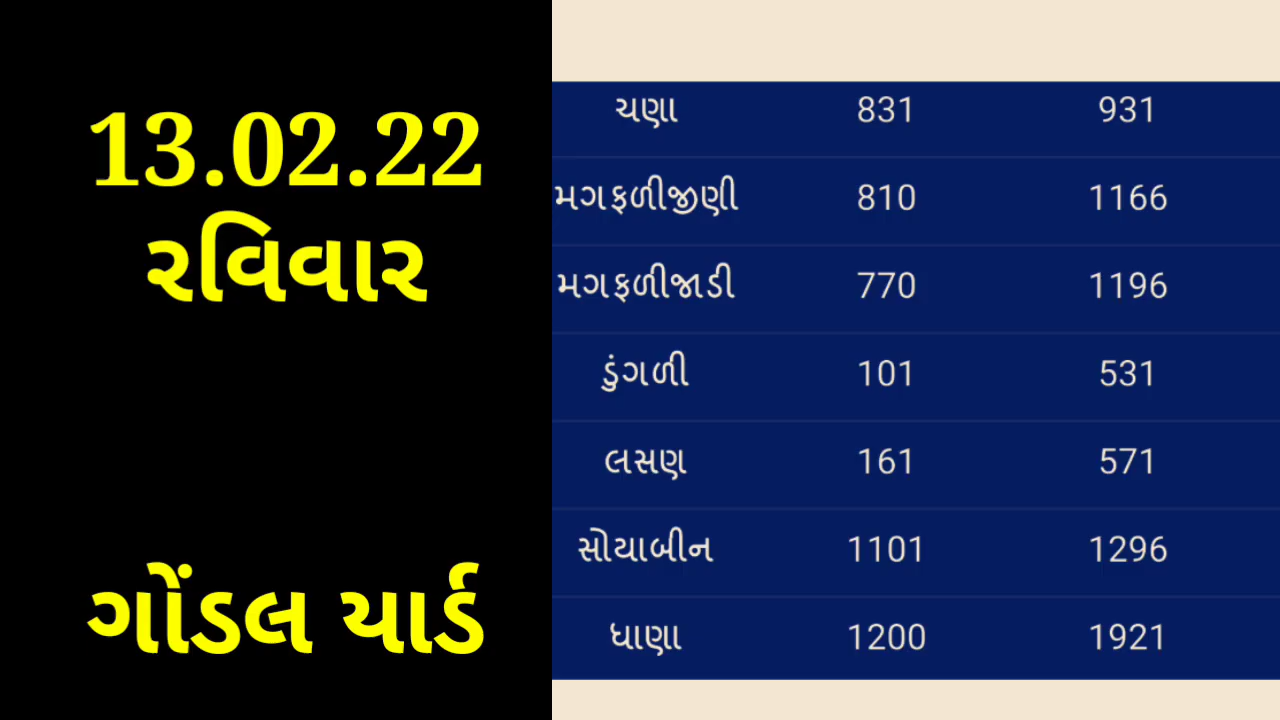 13.02.22
રવિવાર
ગોંડલ યાર્ડ
ચણા 831 931
મગફળીજીણી 810 1166
મગફળીજાડી 770 1196
ડુંગળી 101 531
લસણ 161 571
સોયાબીન 1101 1296
ધાણા 1200 1921